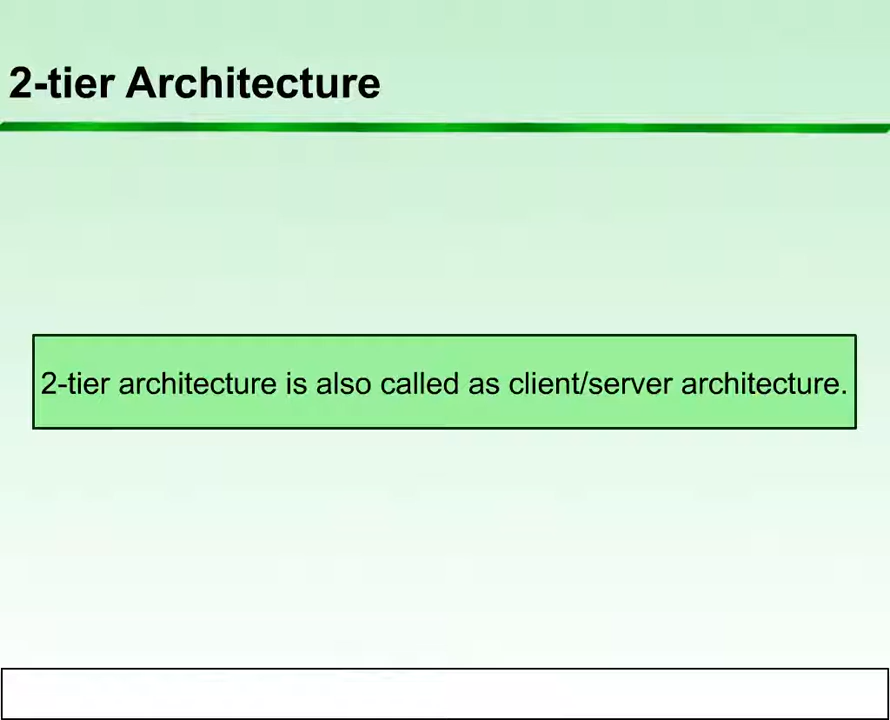 2-tier Architecture
2-tier architecture is also called as client/server architecture.